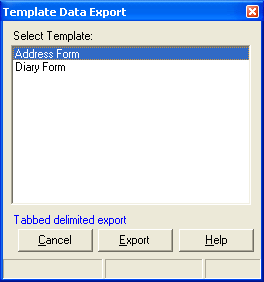 Template Data Export
Select Template:
Address Form
Diary Form
Tabbed delimited export
Cancel Export Help